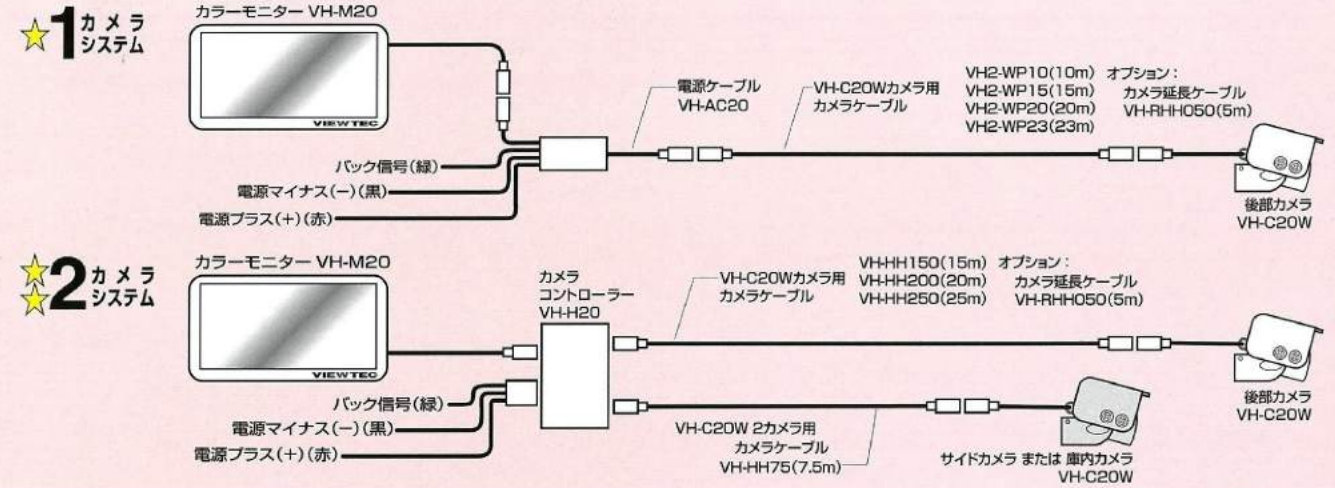 1カメラ
システム
カラーモニター VH-M20
VIEWTEC
バック信号(緑)
電源マイナス(-)(黒)
電源プラス(+)(赤)
電源ケーブル
VH-AC20
VH-C20Wカメラ用
カメラケーブル
VH2-WP10(10m)
VH2-WP15(15m)
VH2-WP20(20m)
VH2-WP23(23m)
オプション:
カメラ延長ケーブル
VH-RHH050(5m)
後部カメラ
VH-C20W
2カメラ
システム
カラーモニター VH-M20
VIEWTEC
バック信号(緑)
電源マイナス(-)(黒)
電源プラス(+)(赤)
カメラ
コントローラー
VH-H20
VH-C20Wカメラ用
カメラケーブル
VH-HH150(15m)
VH-HH200(20m)
VH-HH250(25m)
オプション:
カメラ延長ケーブル
VH-RHH050(5m)
後部カメラ
VH-C20W
VH-C20W 2カメラ用
カメラケーブル
VH-HH75(7.5m)
サイドカメラ または 庫内カメラ
VH-C20W